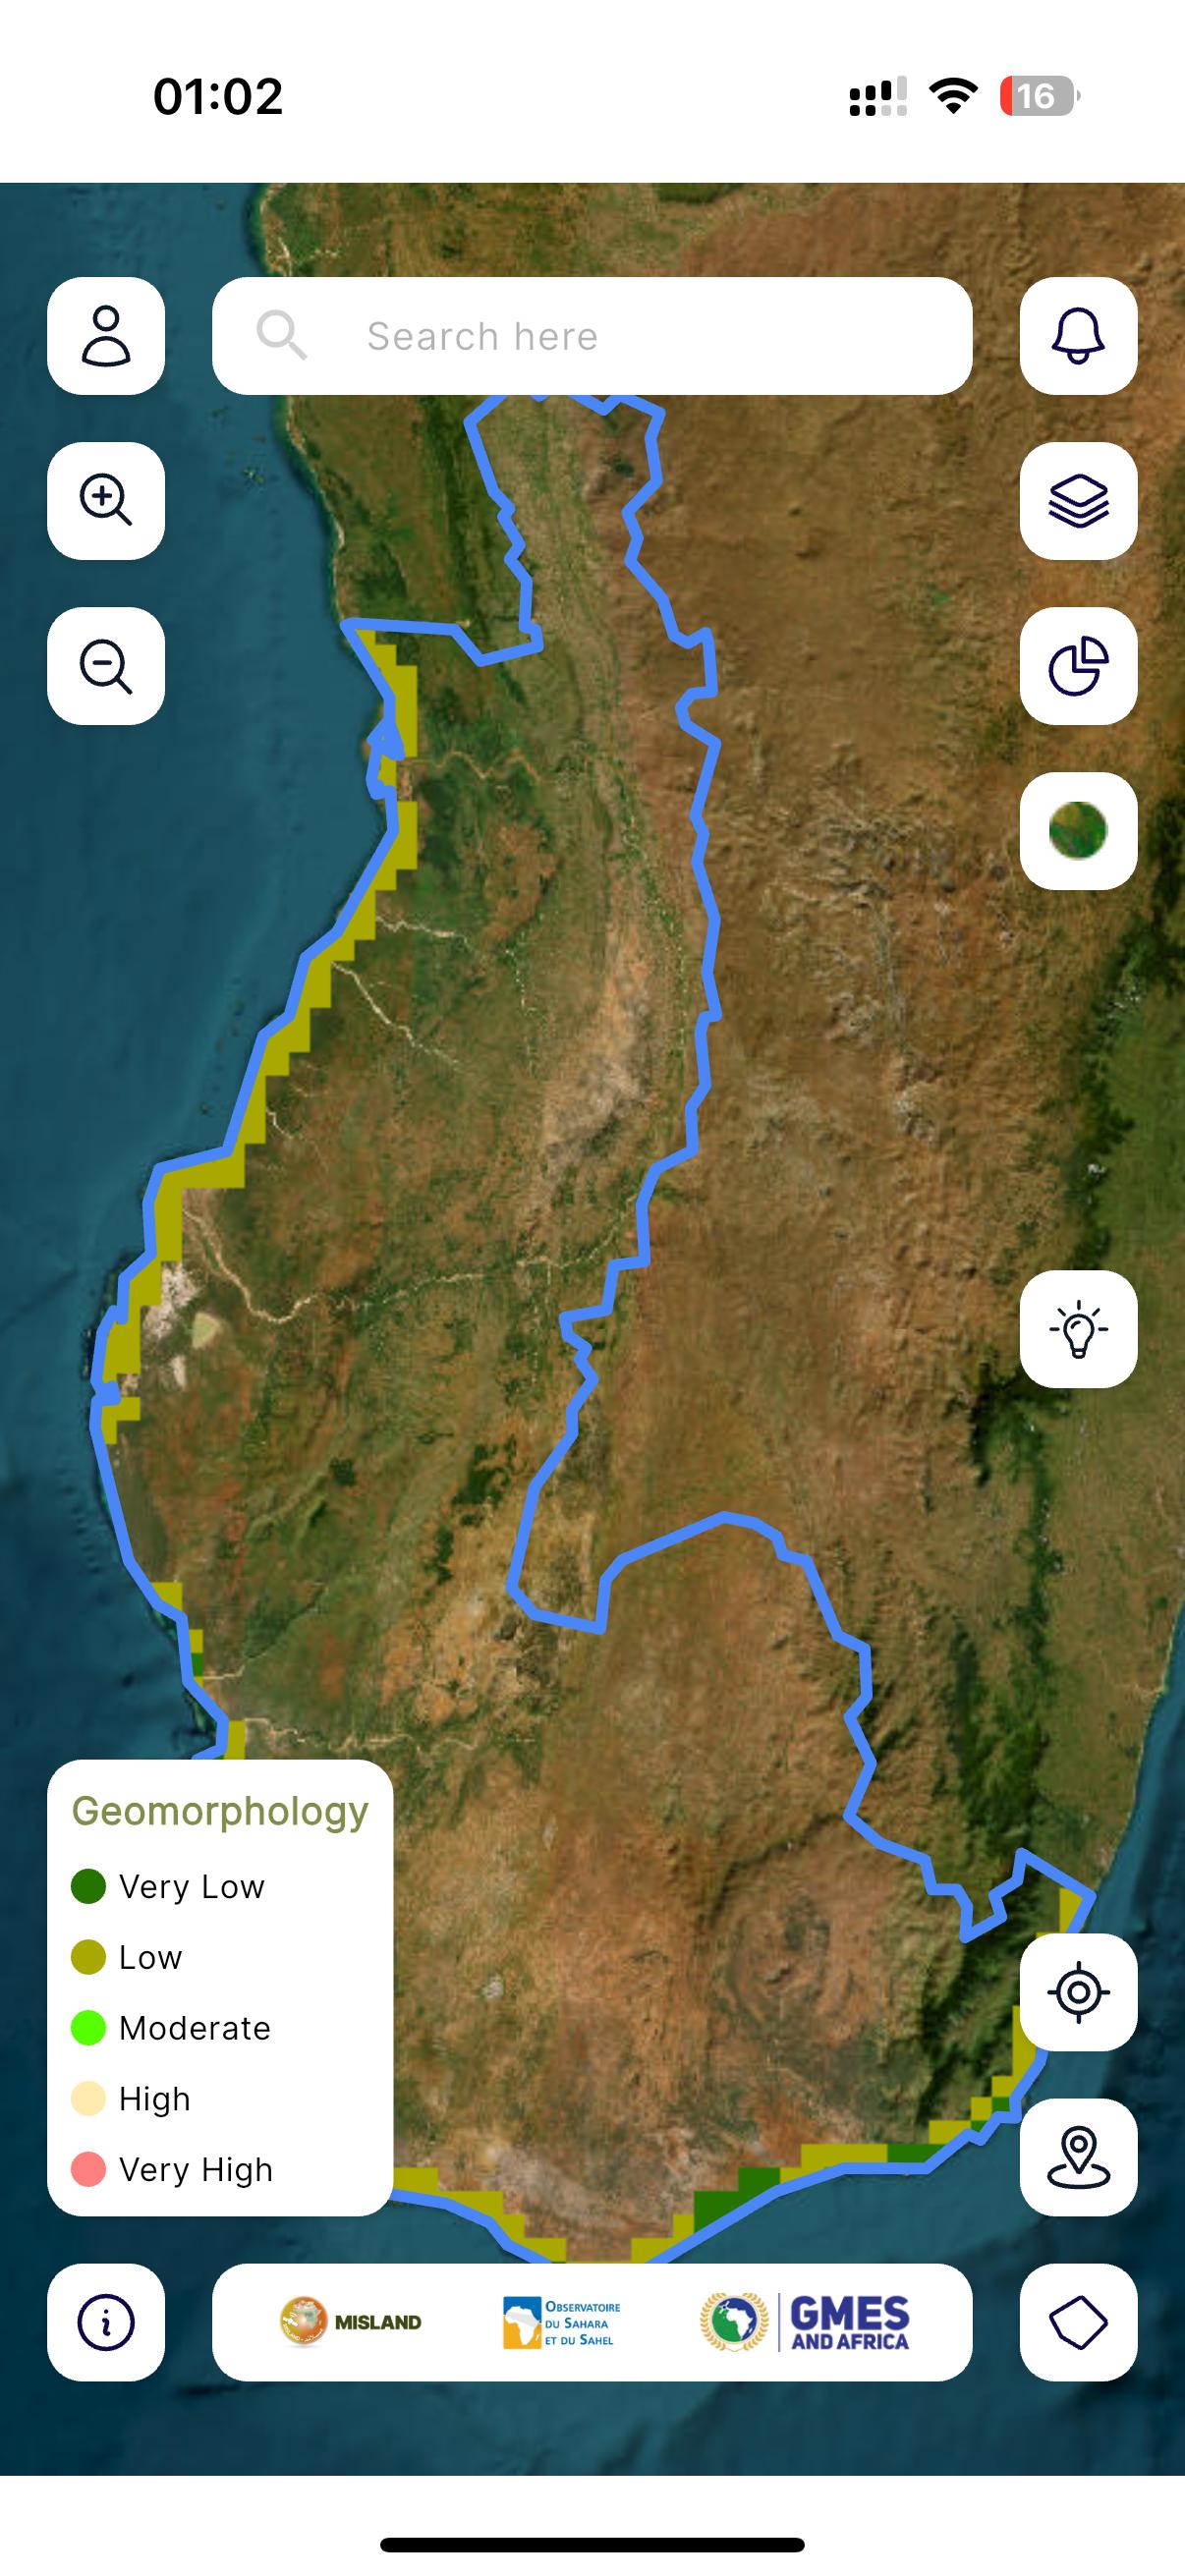 01:02
16
Search here
Geomorphology
Very Low
Low
Moderate
High
Very High
MISLAND
OBSERVATOIRE
DU SAHARA
ET DU SAHEL
GMES
AND AFRICA